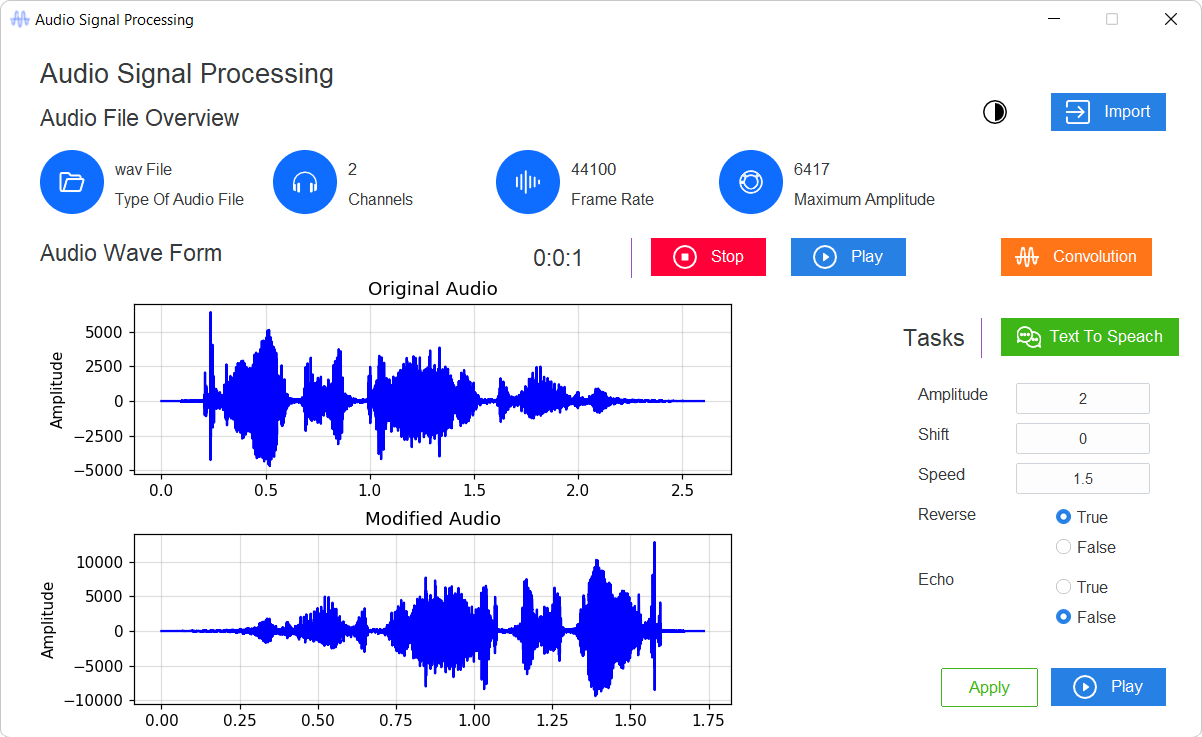 Audio Signal Processing
Audio Signal Processing
Audio File Overview
Import
wav File
Type Of Audio File
2
Channels
44100
Frame Rate
6417
Maximum Amplitude
Audio Wave Form
0:0:1
Stop
Play
Convolution
Original Audio
Amplitude
5000
2500
0
−2500
−5000
0.0 0.5 1.0 1.5 2.0 2.5
Modified Audio
Amplitude
10000
5000
0
−5000
−10000
0.00 0.25 0.50 0.75 1.00 1.25 1.50 1.75
Tasks
Text To Speach
Amplitude 2
Shift 0
Speed 1.5
Reverse True
False
Echo True
False
Apply
Play